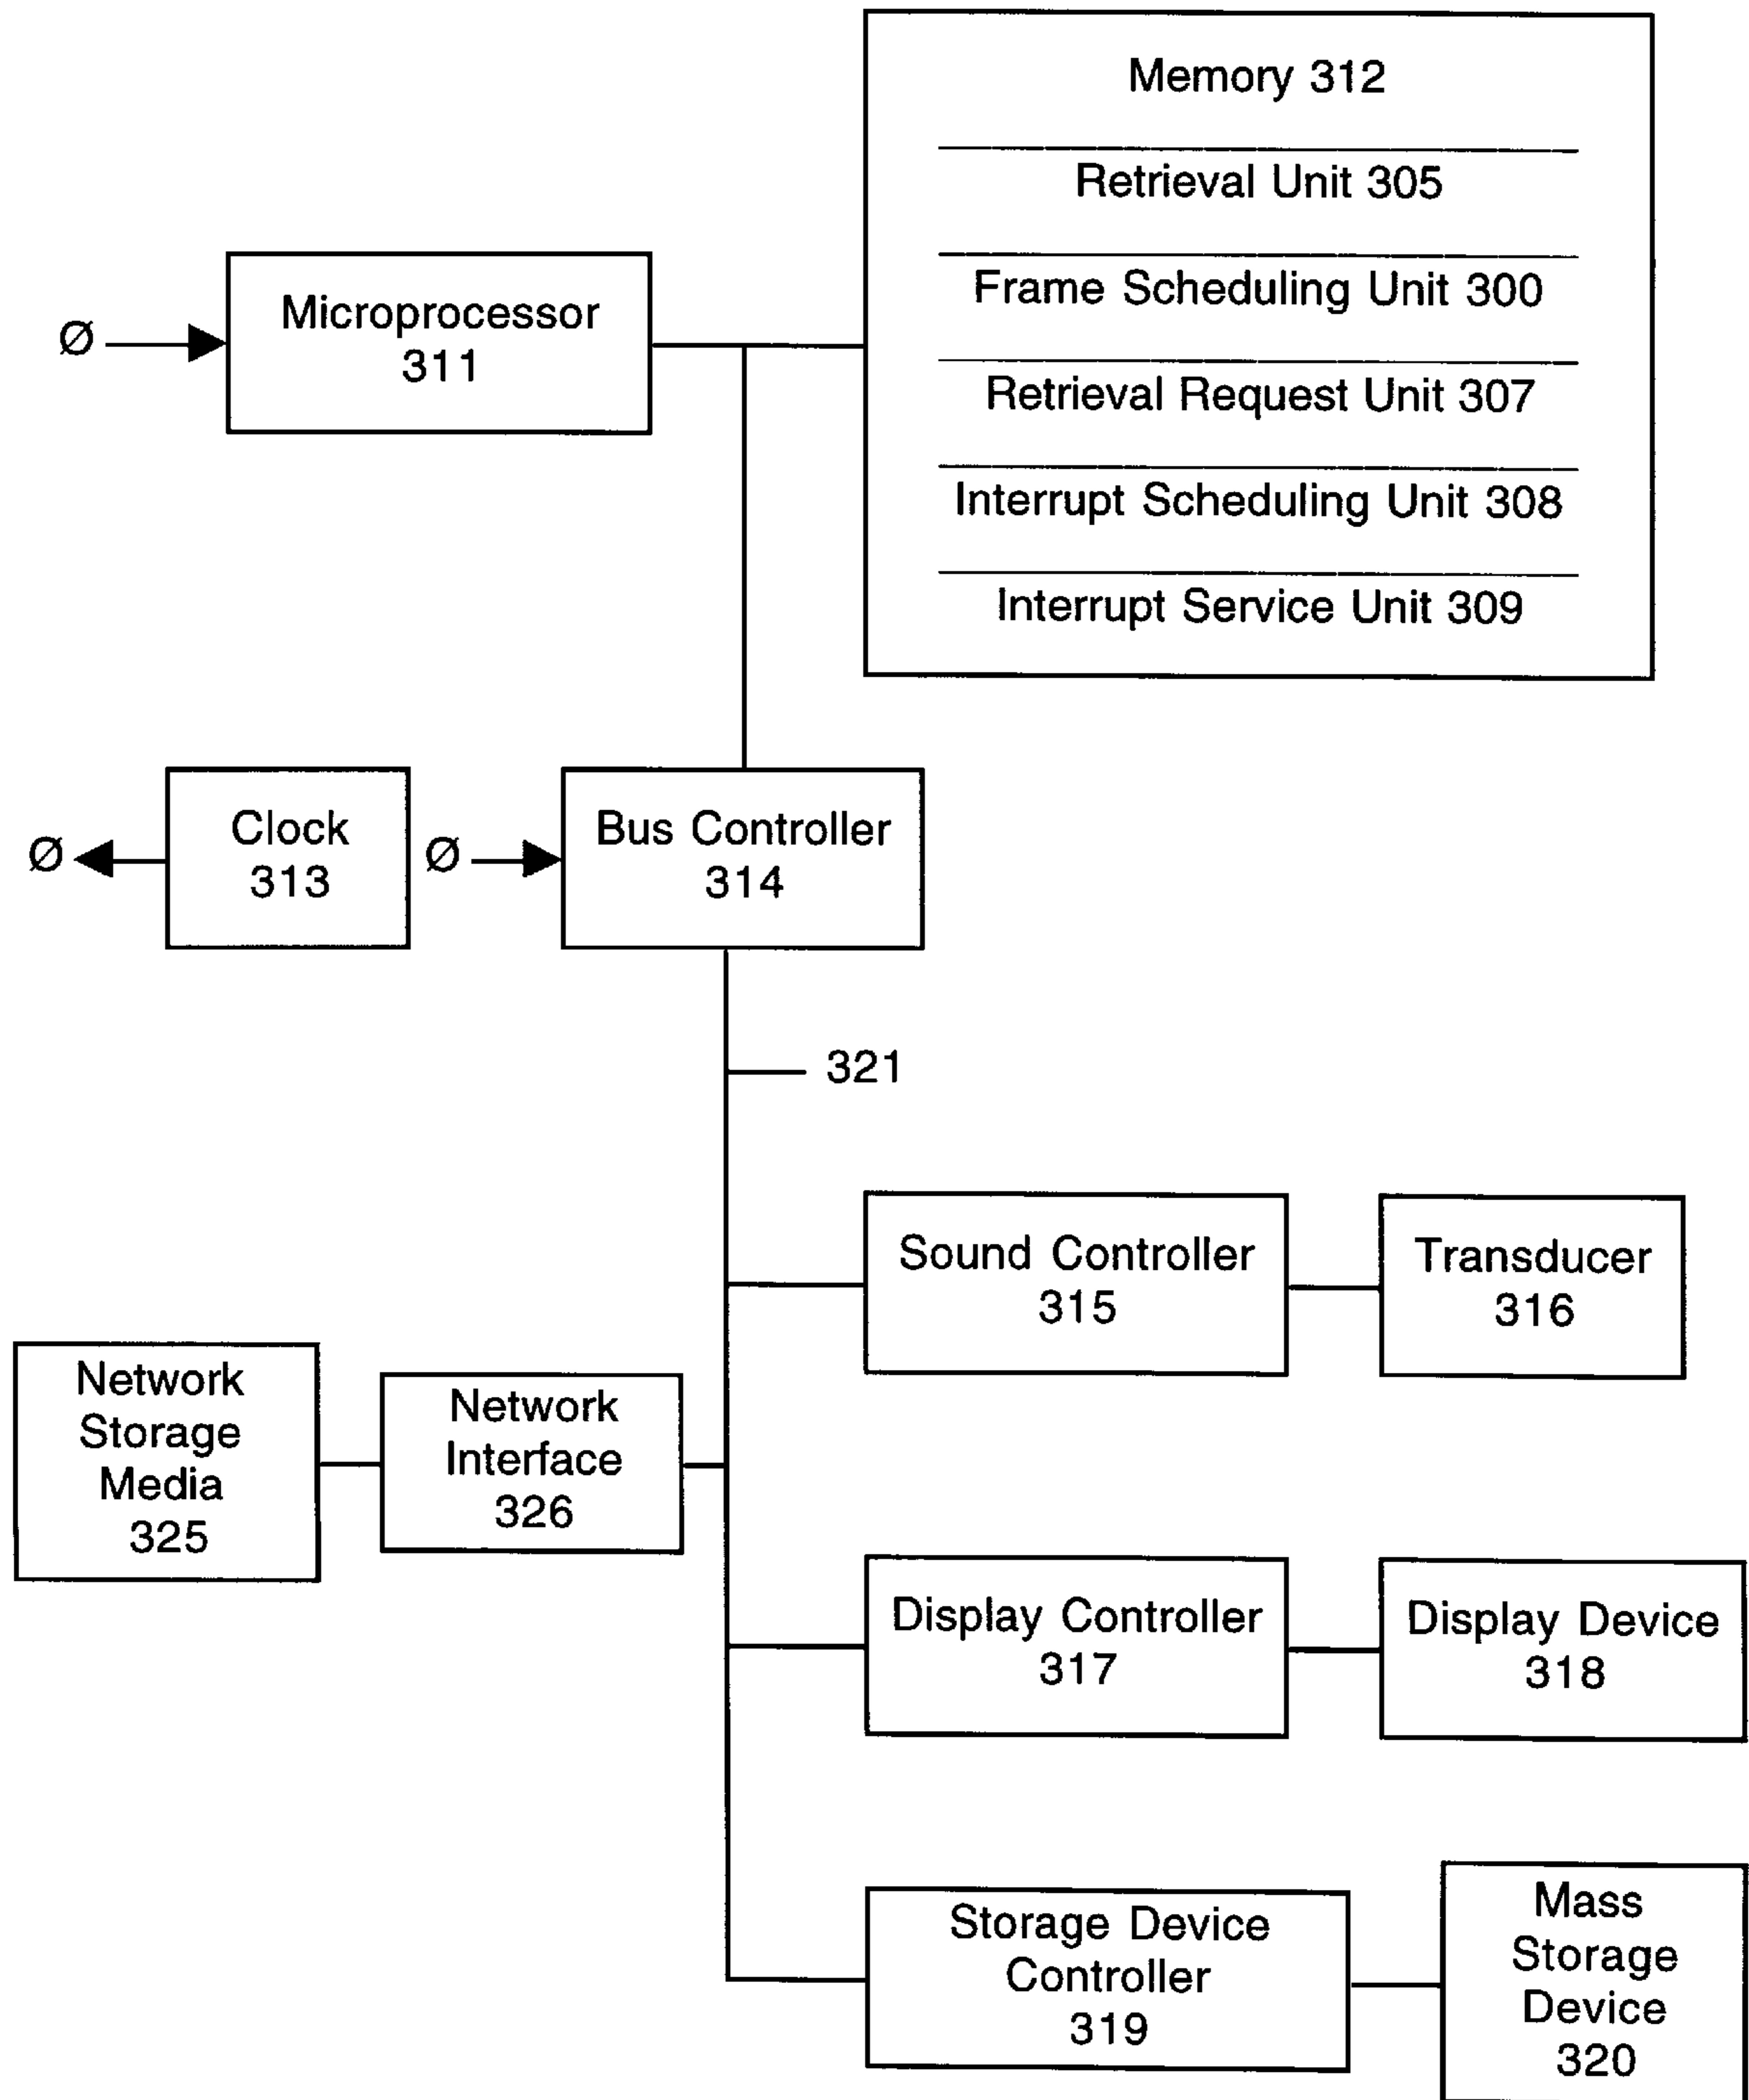 Memory 312
Retrieval Unit 305
Frame Scheduling Unit 300
Retrieval Request Unit 307
Interrupt Scheduling Unit 308
Interrupt Service Unit 309
Ø
Microprocessor
311
Ø
Clock
313
Ø
Bus Controller
314
321
Sound Controller
315
Transducer
316
Network
Storage
Media
325
Network
Interface
326
Display Controller
317
Display Device
318
Storage Device
Controller
319
Mass
Storage
Device
320